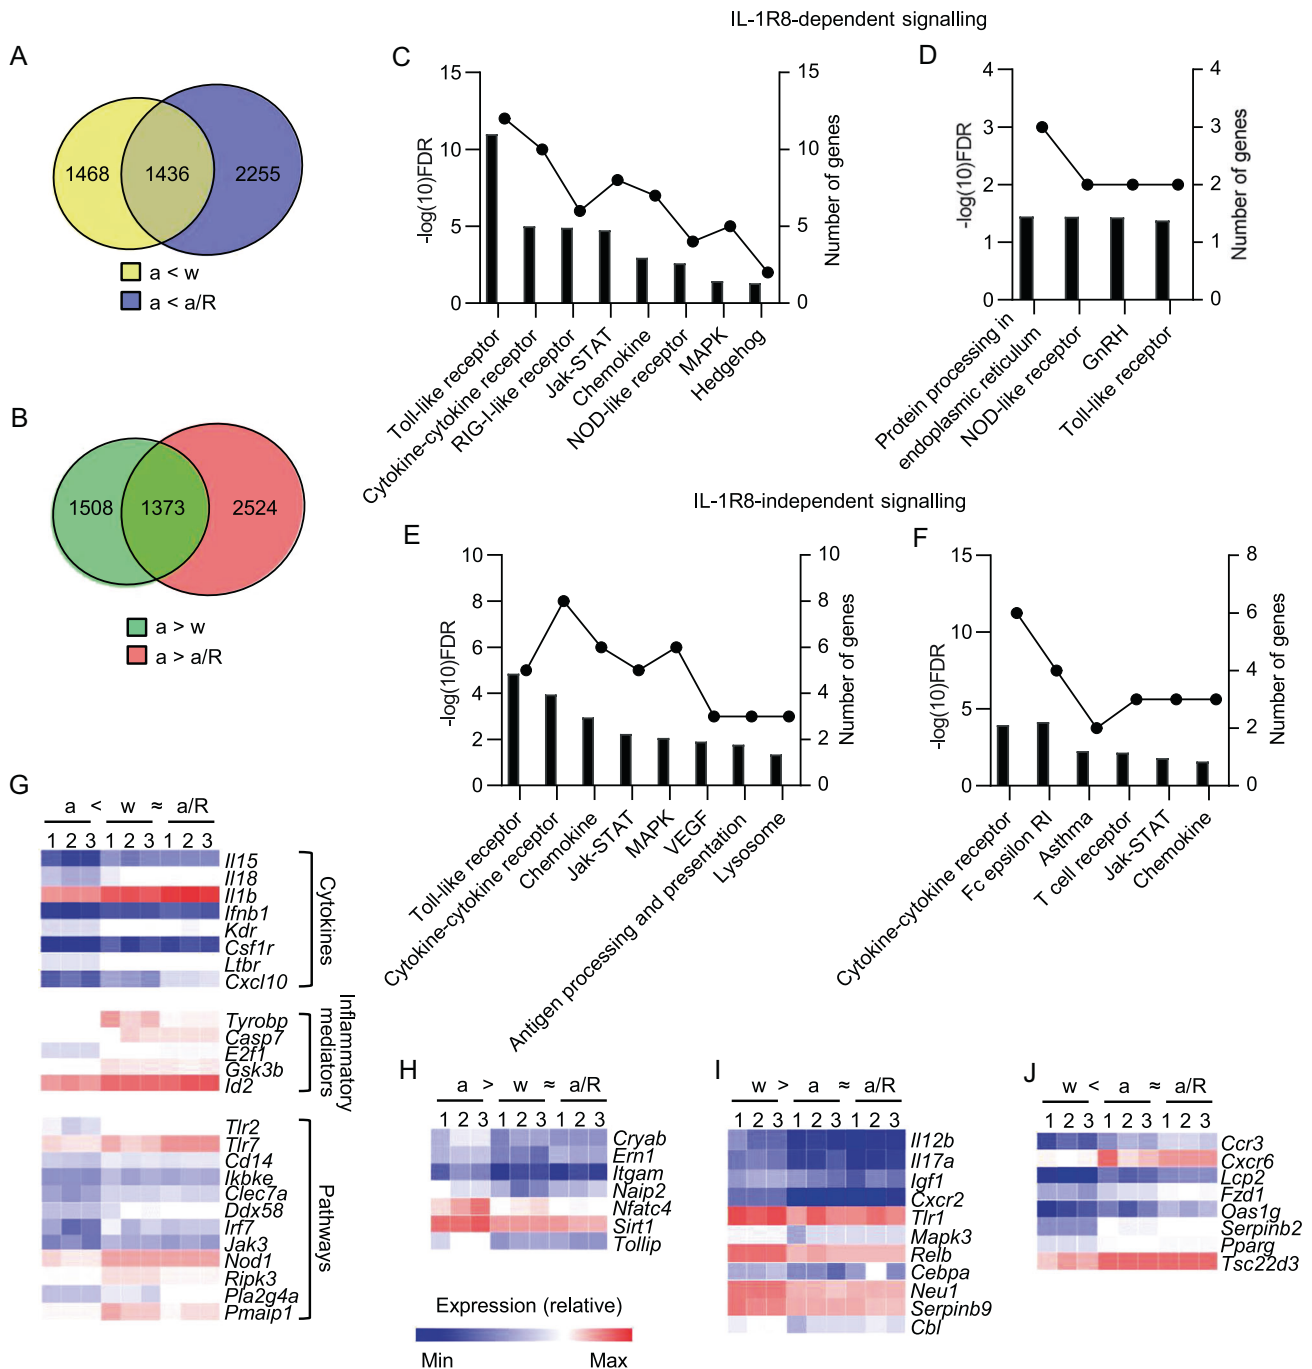 IL-1R8-dependent signalling
A
1468
1436
2255
a < w
a < a/R
B
1508
1373
2524
a > w
a > a/R
C
15
10
5
0
-log(10)FDR
15
10
5
0
Number of genes
Toll-like receptor
Cytokine-cytokine receptor
RIG-I-like receptor
Jak-STAT
Chemokine
NOD-like receptor
MAPK
Hedgehog
D
4
3
2
1
0
-log(10)FDR
4
3
2
1
0
Number of genes
Protein processing in
endoplasmic reticulum
NOD-like receptor
GnRH
Toll-like receptor
IL-1R8-independent signalling
E
10
8
6
4
2
0
-log(10)FDR
10
8
6
4
2
0
Number of genes
Toll-like receptor
Cytokine-cytokine receptor
Chemokine
Jak-STAT
MAPK
VEGF
Antigen processing and presentation
Lysosome
F
15
10
5
0
-log(10)FDR
8
6
4
2
0
Number of genes
Cytokine-cytokine receptor
Fc epsilon RI
Asthma
T cell receptor
Jak-STAT
Chemokine
G
a < w ≈ a/R
1 2 3 1 2 3 1 2 3
Il15
Il18
Il1b
Ifnb1
Kdr
Csf1r
Ltbr
Cxcl10
Cytokines
Tyrobp
Casp7
E2f1
Gsk3b
Id2
Inflammatory
mediators
Tlr2
Tlr7
Cd14
Ikbke
Clec7a
Ddx58
Irf7
Jak3
Nod1
Ripk3
Pla2g4a
Pmaip1
Pathways
H
a > w ≈ a/R
1 2 3 1 2 3 1 2 3
Cryab
Ern1
Itgam
Naip2
Nfatc4
Sirt1
Tollip
Expression (relative)
Min
Max
I
w > a ≈ a/R
1 2 3 1 2 3 1 2 3
Il12b
Il17a
Igf1
Cxcr2
Tlr1
Mapk3
Relb
Cebpa
Neu1
Serpinb9
Cbl
J
w < a ≈ a/R
1 2 3 1 2 3 1 2 3
Ccr3
Cxcr6
Lcp2
Fzd1
Oas1g
Serpinb2
Pparg
Tsc22d3